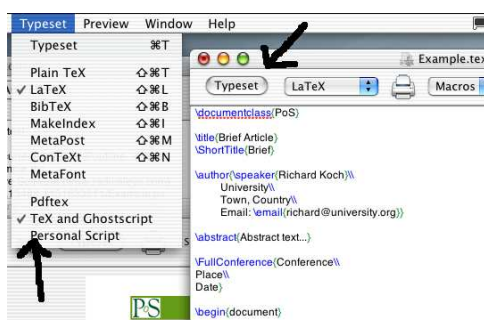 Typeset Preview Window Help
Typeset ⌘T
Plain TeX ⇧⌘T
✓ LaTeX ⇧⌘L
BibTeX ⇧⌘B
MakeIndex ⇧⌘I
MetaPost ⇧⌘M
ConTeXt ⇧⌘N
MetaFont
Pdftex
✓ TeX and Ghostscript
Personal Script
Example.tex
Typeset LaTeX Macros
\documentclass{PoS}
\title{Brief Article}
\ShortTitle{Brief}
\author{\speaker{Richard Koch}\\
University\\
Town, Country\\
Email: \email{richard@university.org}}
\abstract{Abstract text...}
\FullConference{Conference\\
Place\\
Date}
\begin{document}
PoS